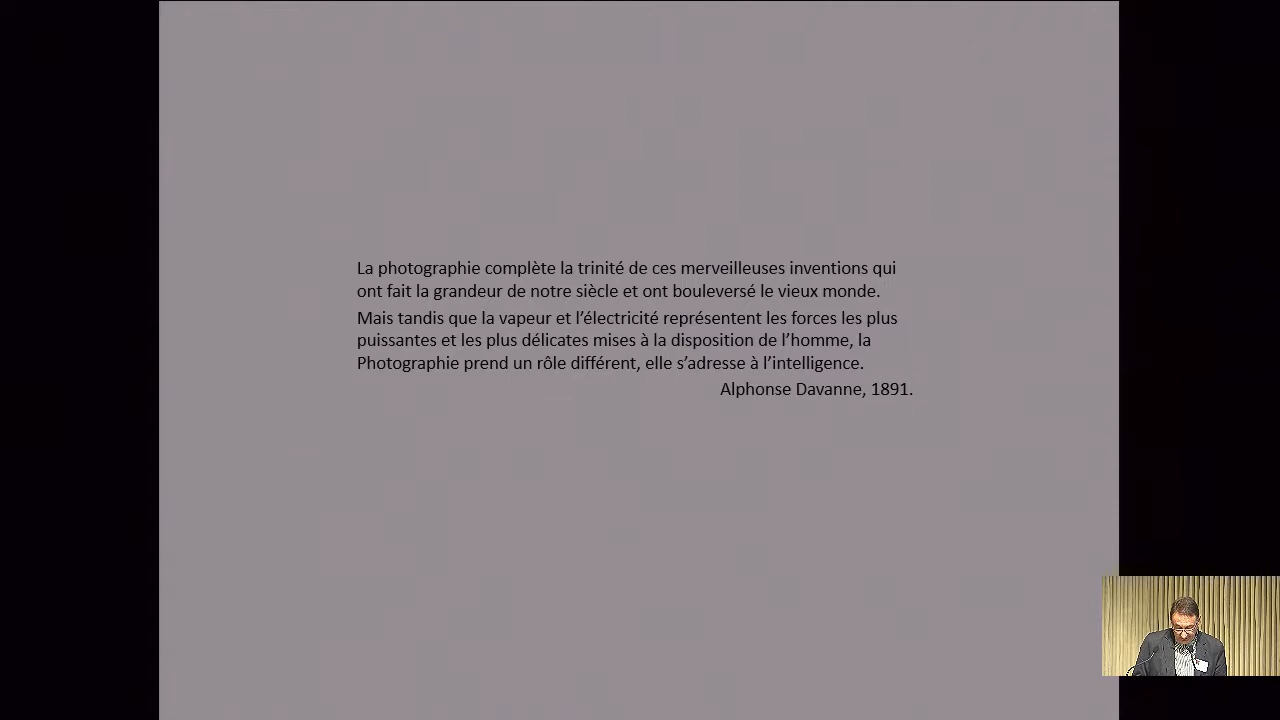 La photographie complète la trinité de ces merveilleuses inventions qui
ont fait la grandeur de notre siècle et ont bouleversé le vieux monde.
Mais tandis que la vapeur et l’électricité représentent les forces les plus
puissantes et les plus délicates mises à la disposition de l’homme, la
Photographie prend un rôle différent, elle s’adresse à l’intelligence.
Alphonse Davanne, 1891.